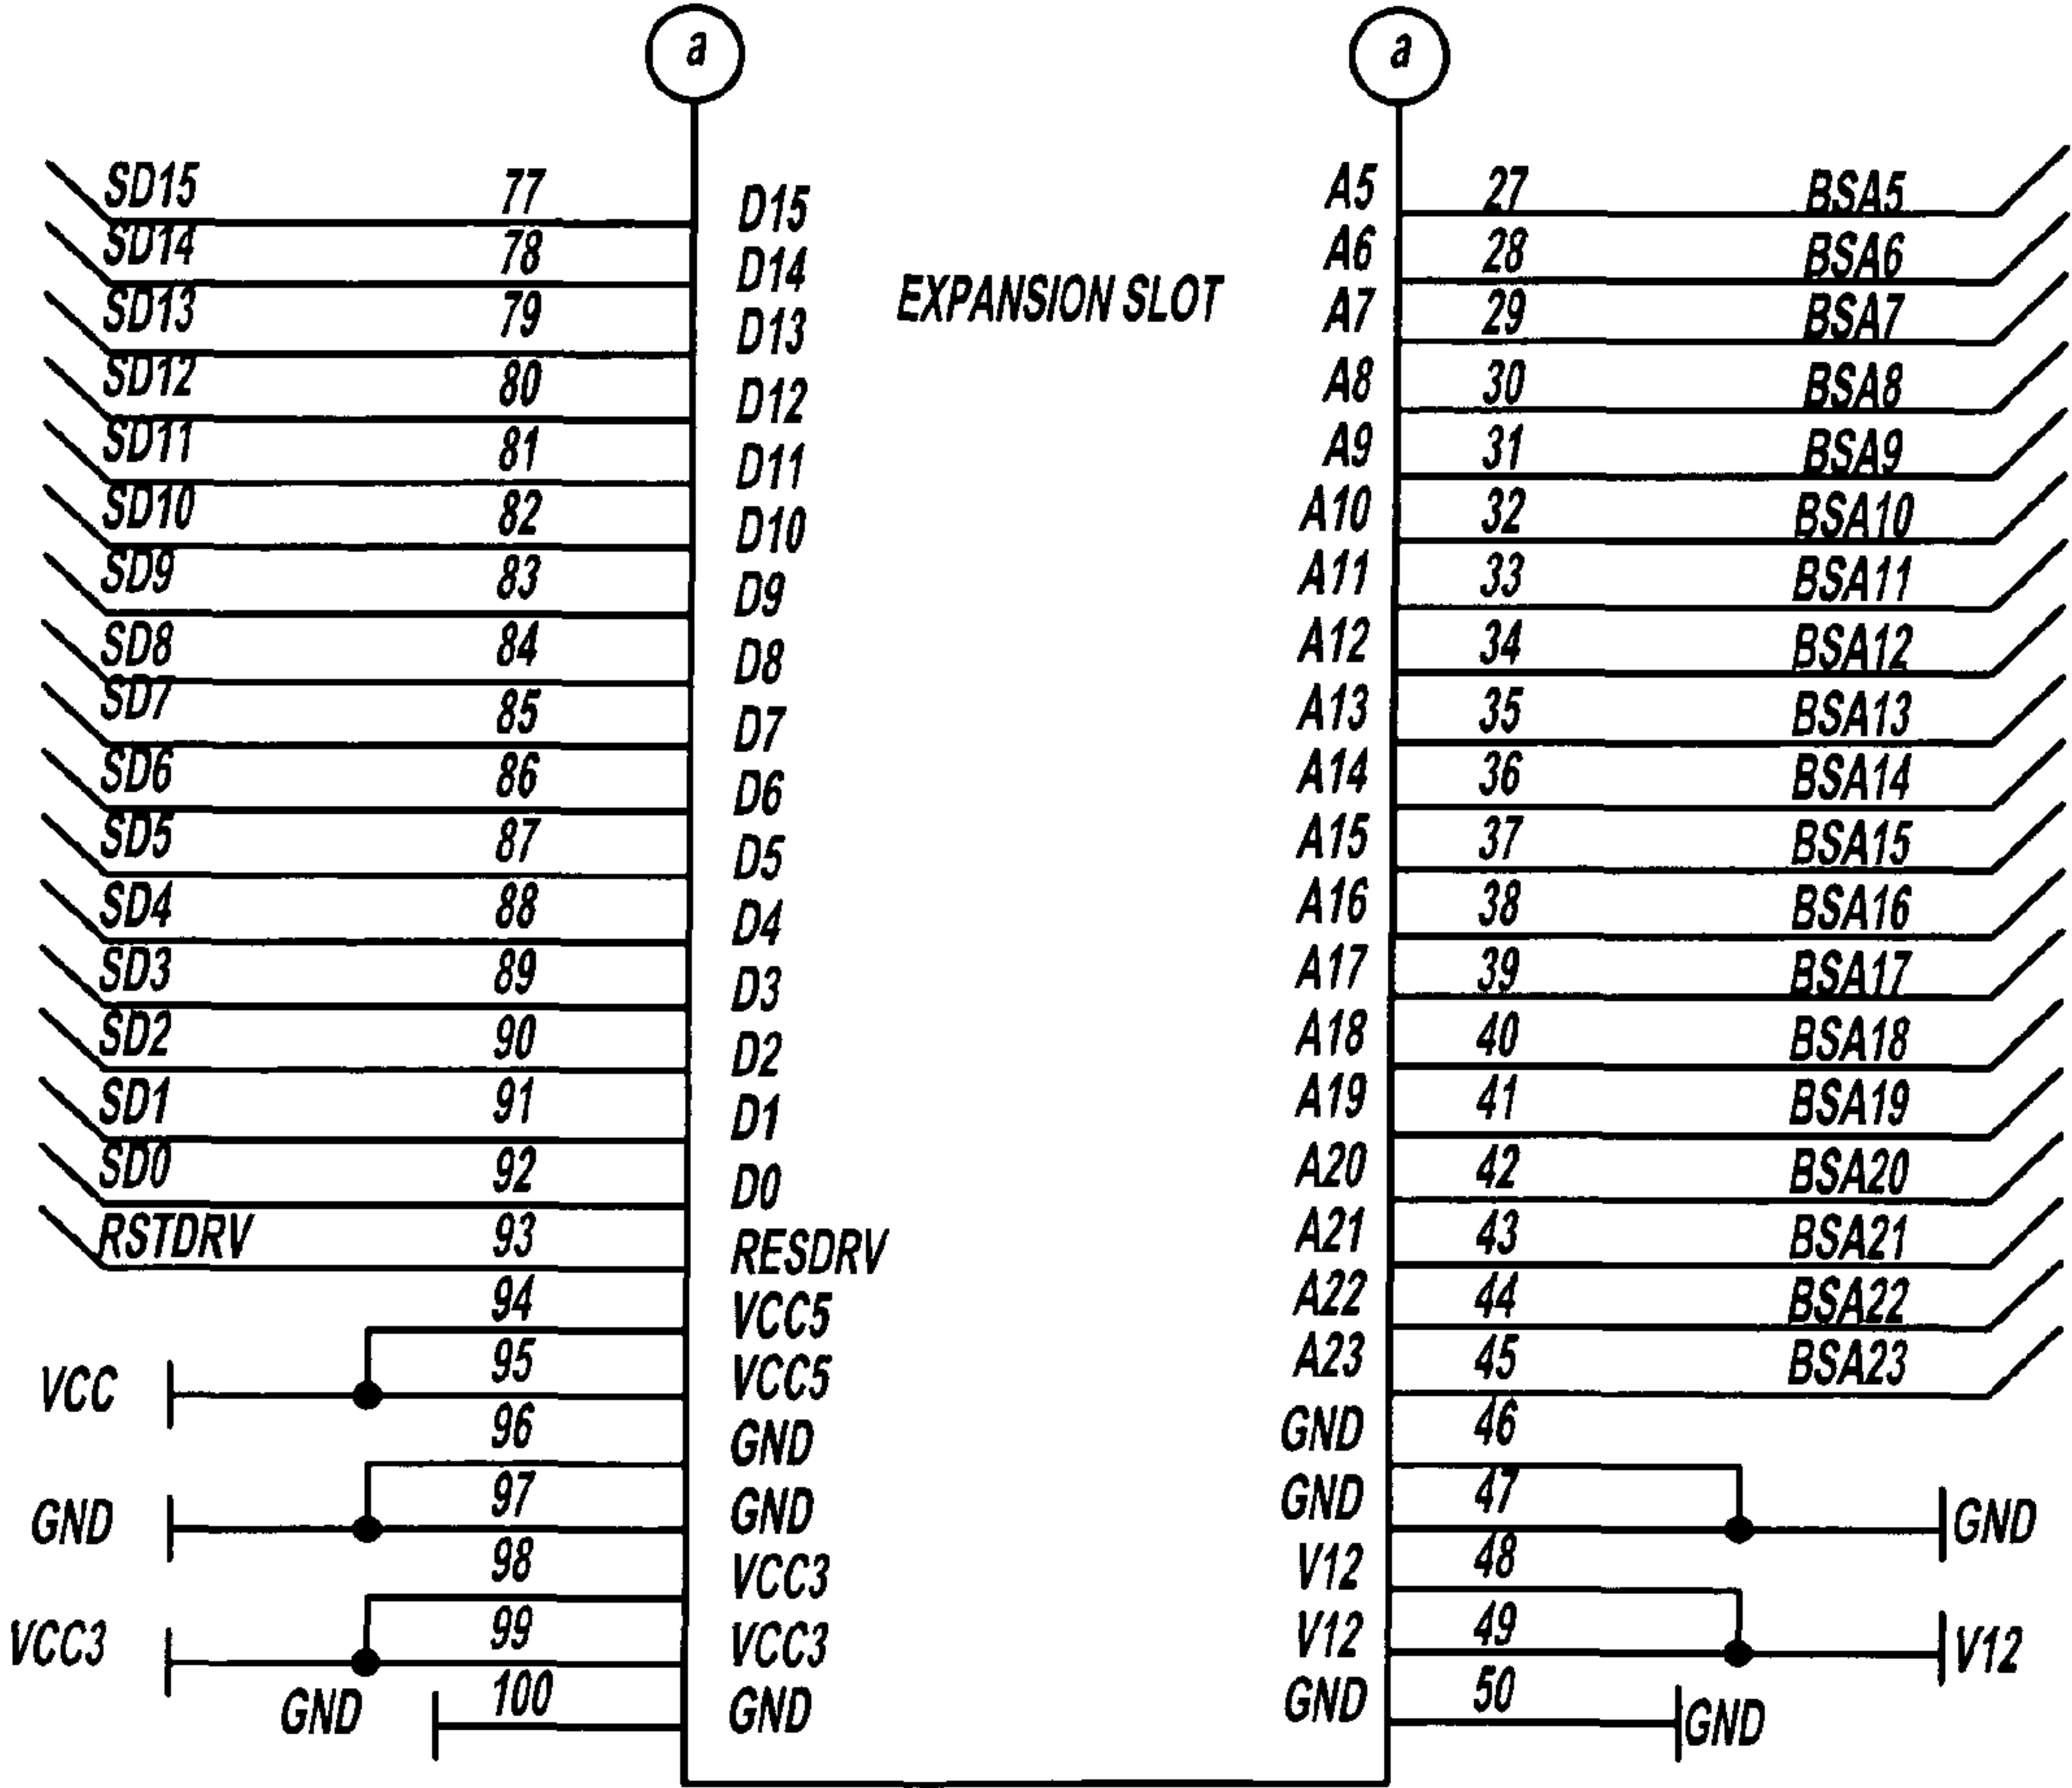 a a
SD15 77 D15 A5 27 BSA5
SD14 78 D14 A6 28 BSA6
EXPANSION SLOT
SD13 79 D13 A7 29 BSA7
SD12 80 D12 A8 30 BSA8
SD11 81 D11 A9 31 BSA9
SD10 82 D10 A10 32 BSA10
SD9 83 D9 A11 33 BSA11
SD8 84 D8 A12 34 BSA12
SD7 85 D7 A13 35 BSA13
SD6 86 D6 A14 36 BSA14
SD5 87 D5 A15 37 BSA15
SD4 88 D4 A16 38 BSA16
SD3 89 D3 A17 39 BSA17
SD2 90 D2 A18 40 BSA18
SD1 91 D1 A19 41 BSA19
SD0 92 D0 A20 42 BSA20
RSTDRV 93 RESDRV A21 43 BSA21
94 VCC5 A22 44 BSA22
VCC 95 VCC5 A23 45 BSA23
96 GND GND 46
GND 97 GND GND 47 GND
98 VCC3 V12 48
VCC3 99 VCC3 V12 49 V12
GND 100 GND GND 50 GND